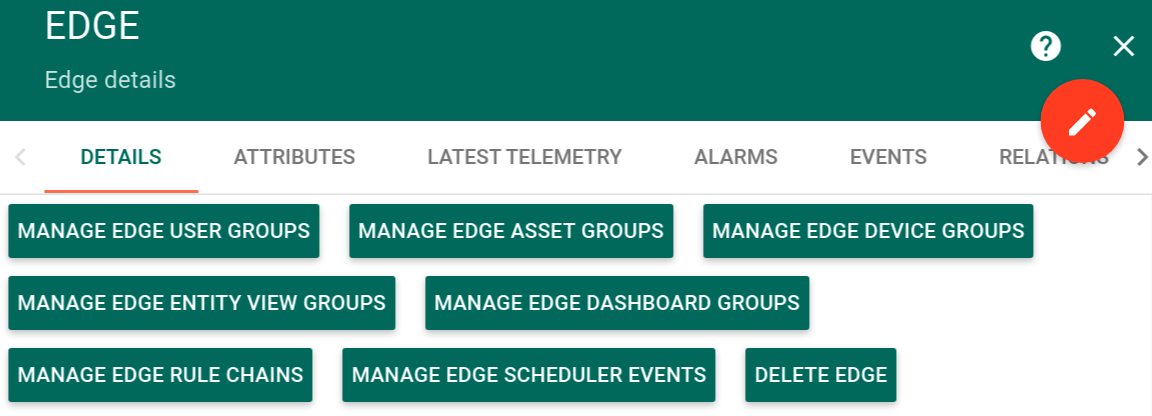 EDGE
Edge details
DETAILS ATTRIBUTES LATEST TELEMETRY ALARMS EVENTS RELATIONS
MANAGE EDGE USER GROUPS MANAGE EDGE ASSET GROUPS MANAGE EDGE DEVICE GROUPS
MANAGE EDGE ENTITY VIEW GROUPS MANAGE EDGE DASHBOARD GROUPS
MANAGE EDGE RULE CHAINS MANAGE EDGE SCHEDULER EVENTS DELETE EDGE